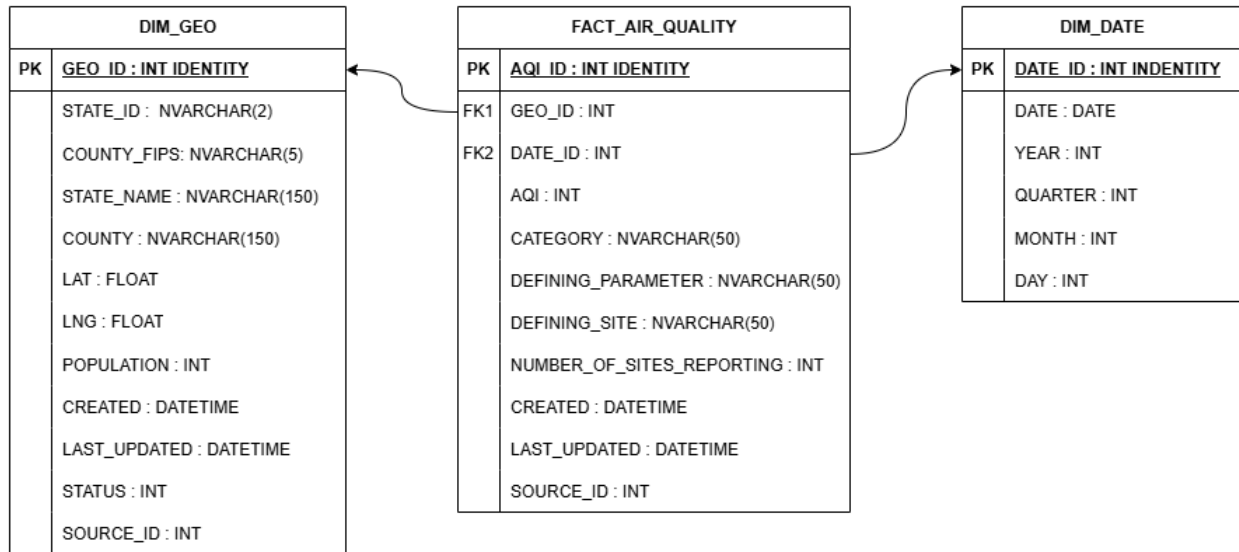 DIM_GEO
PK GEO_ID : INT IDENTITY
STATE_ID : NVARCHAR(2)
COUNTY_FIPS: NVARCHAR(5)
STATE_NAME : NVARCHAR(150)
COUNTY : NVARCHAR(150)
LAT : FLOAT
LNG : FLOAT
POPULATION : INT
CREATED : DATETIME
LAST_UPDATED : DATETIME
STATUS : INT
SOURCE_ID : INT
FACT_AIR_QUALITY
PK AQI_ID : INT IDENTITY
FK1 GEO_ID : INT
FK2 DATE_ID : INT
AQI : INT
CATEGORY : NVARCHAR(50)
DEFINING_PARAMETER : NVARCHAR(50)
DEFINING_SITE : NVARCHAR(50)
NUMBER_OF_SITES_REPORTING : INT
CREATED : DATETIME
LAST_UPDATED : DATETIME
SOURCE_ID : INT
DIM_DATE
PK DATE_ID : INT INDENTITY
DATE : DATE
YEAR : INT
QUARTER : INT
MONTH : INT
DAY : INT